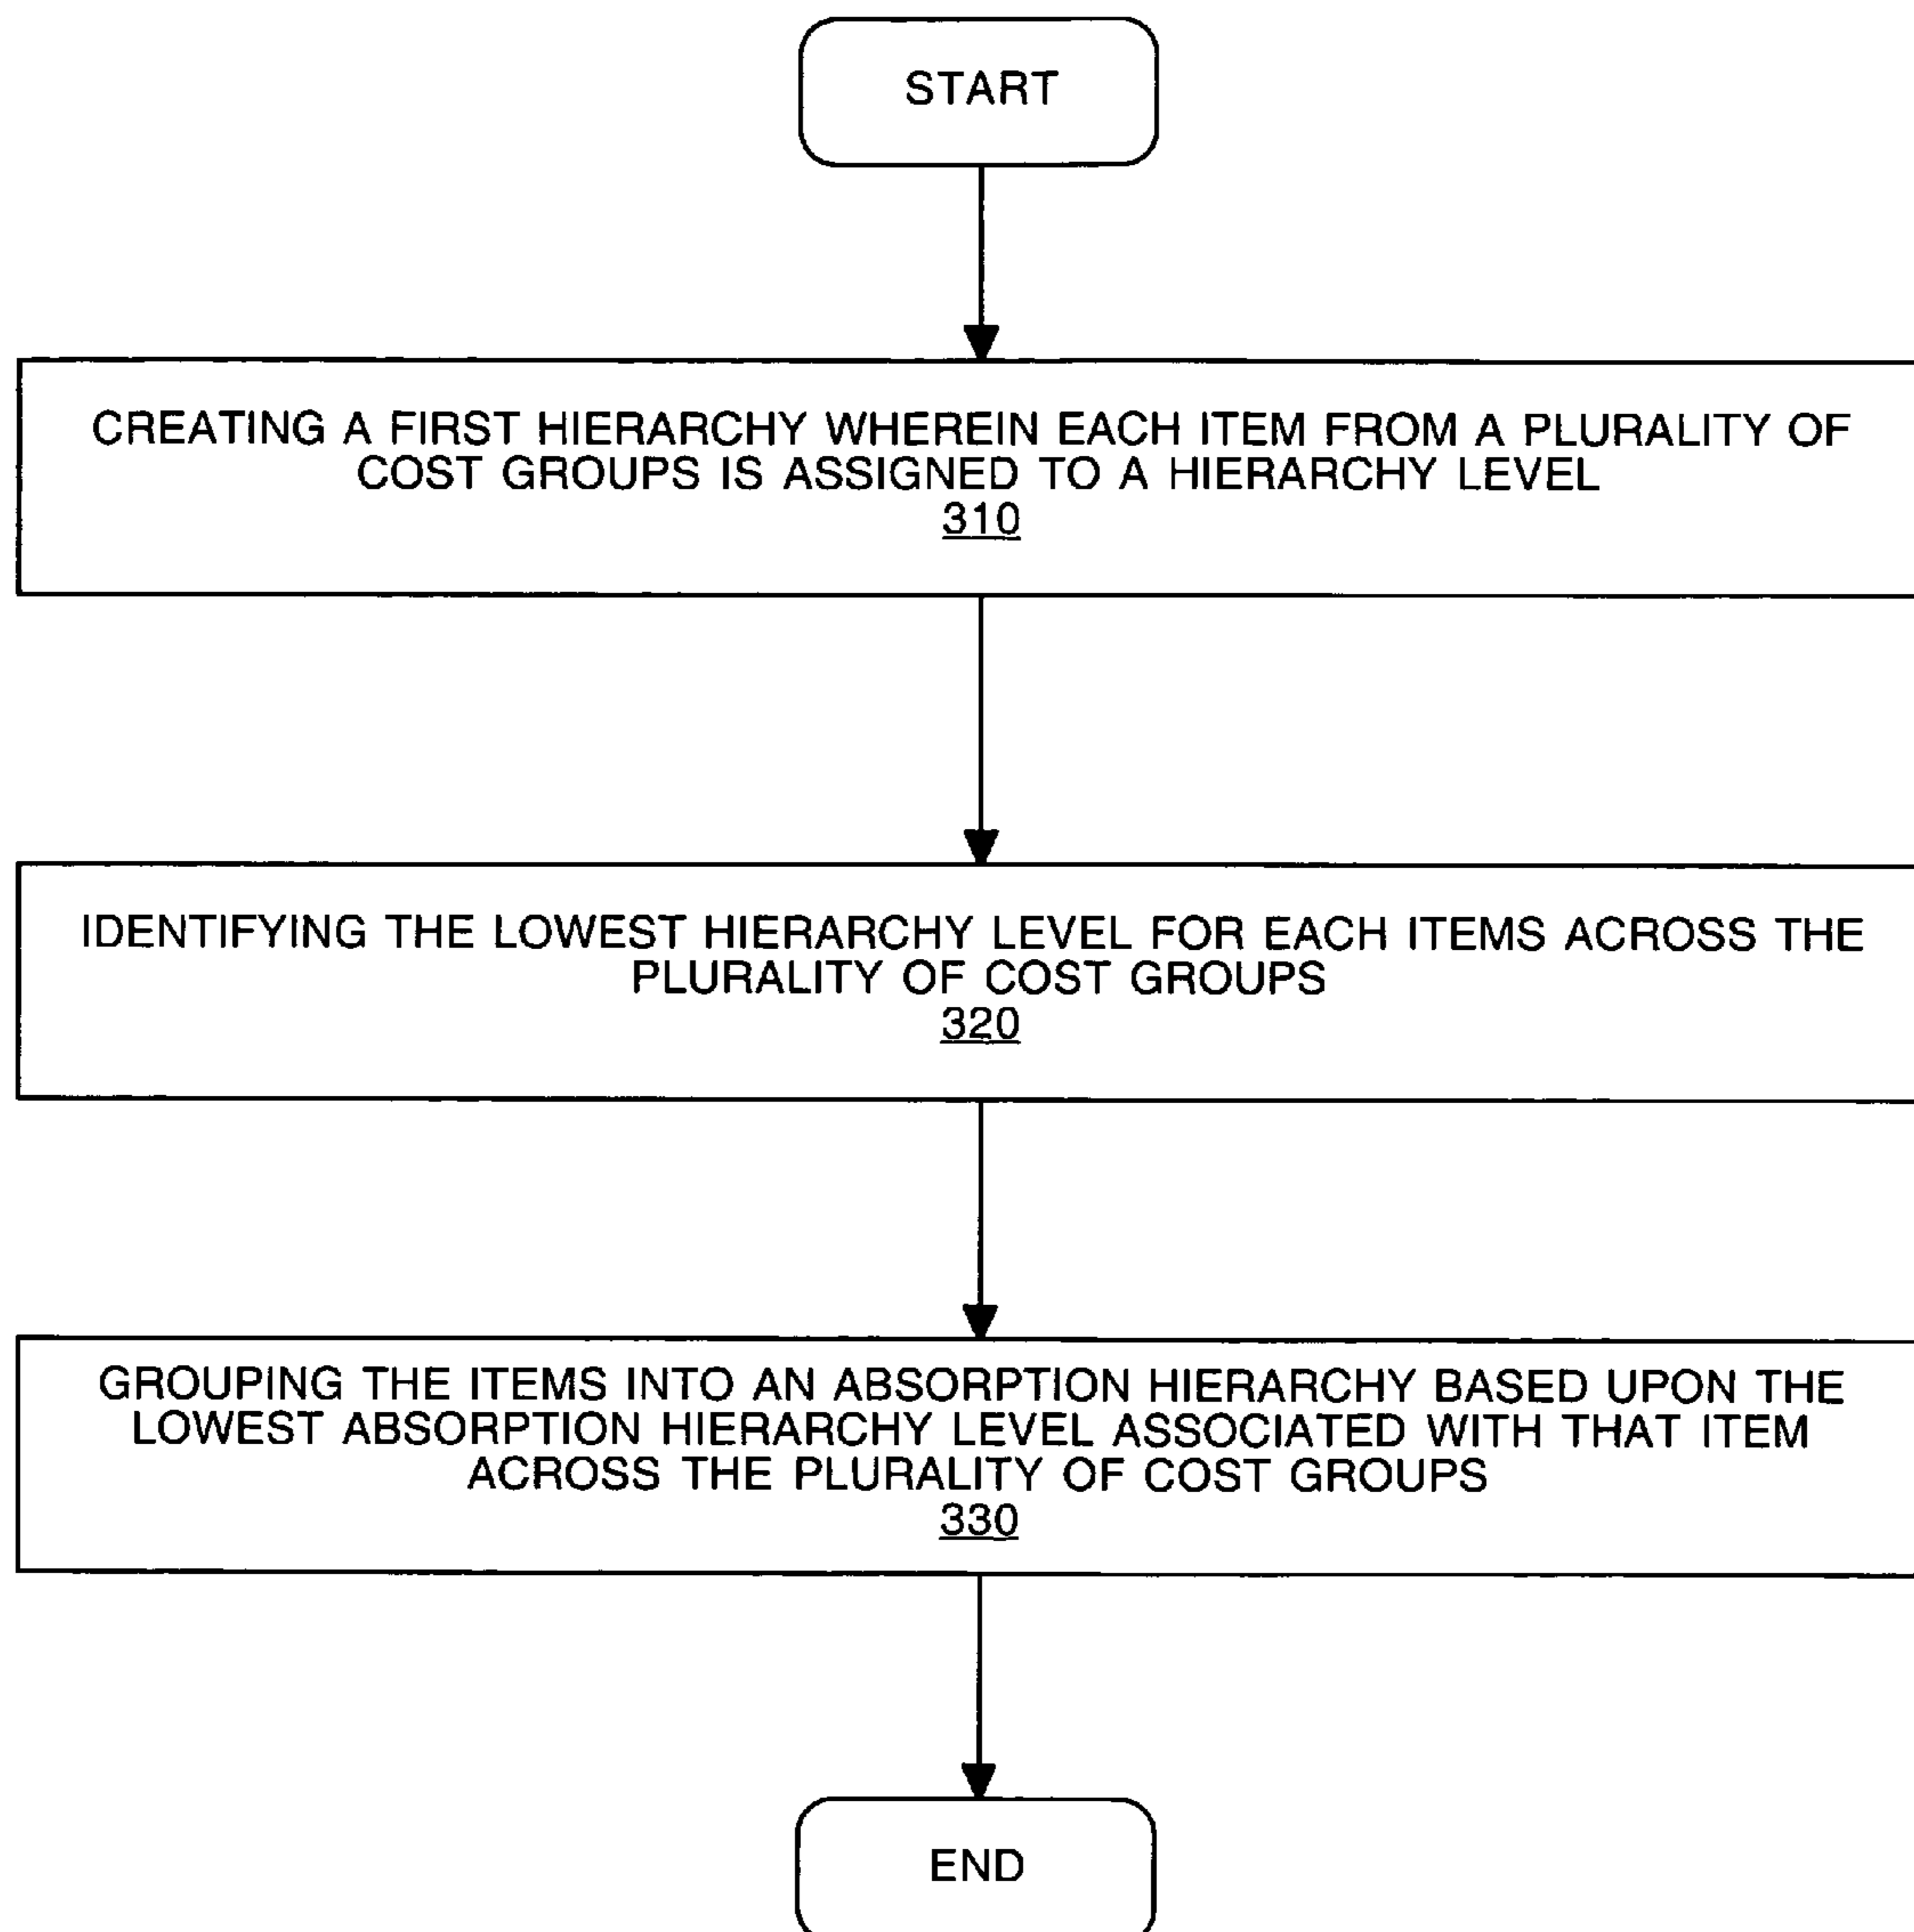 START
CREATING A FIRST HIERARCHY WHEREIN EACH ITEM FROM A PLURALITY OF
COST GROUPS IS ASSIGNED TO A HIERARCHY LEVEL
310
IDENTIFYING THE LOWEST HIERARCHY LEVEL FOR EACH ITEMS ACROSS THE
PLURALITY OF COST GROUPS
320
GROUPING THE ITEMS INTO AN ABSORPTION HIERARCHY BASED UPON THE
LOWEST ABSORPTION HIERARCHY LEVEL ASSOCIATED WITH THAT ITEM
ACROSS THE PLURALITY OF COST GROUPS
330
END